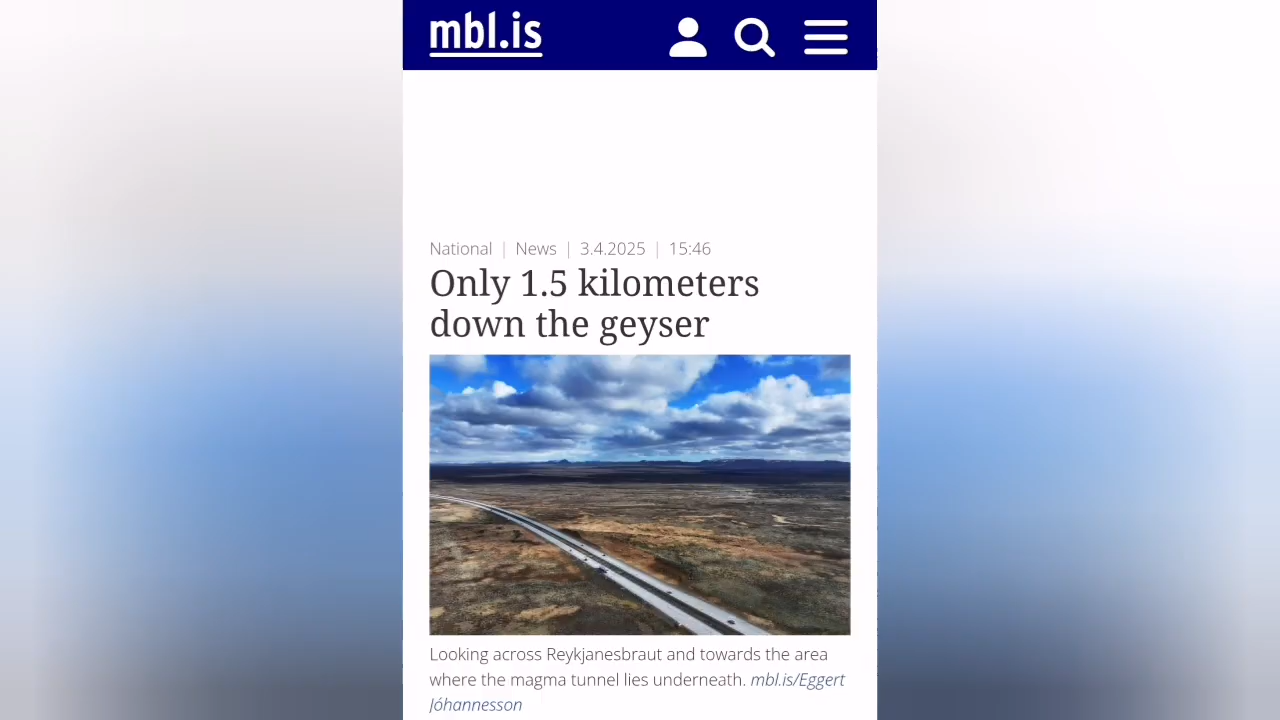 mbl.is
National | News | 3.4.2025 | 15:46
Only 1.5 kilometers
down the geyser
Looking across Reykjanesbraut and towards the area
where the magma tunnel lies underneath. mbl.is/Eggert
Jóhannesson